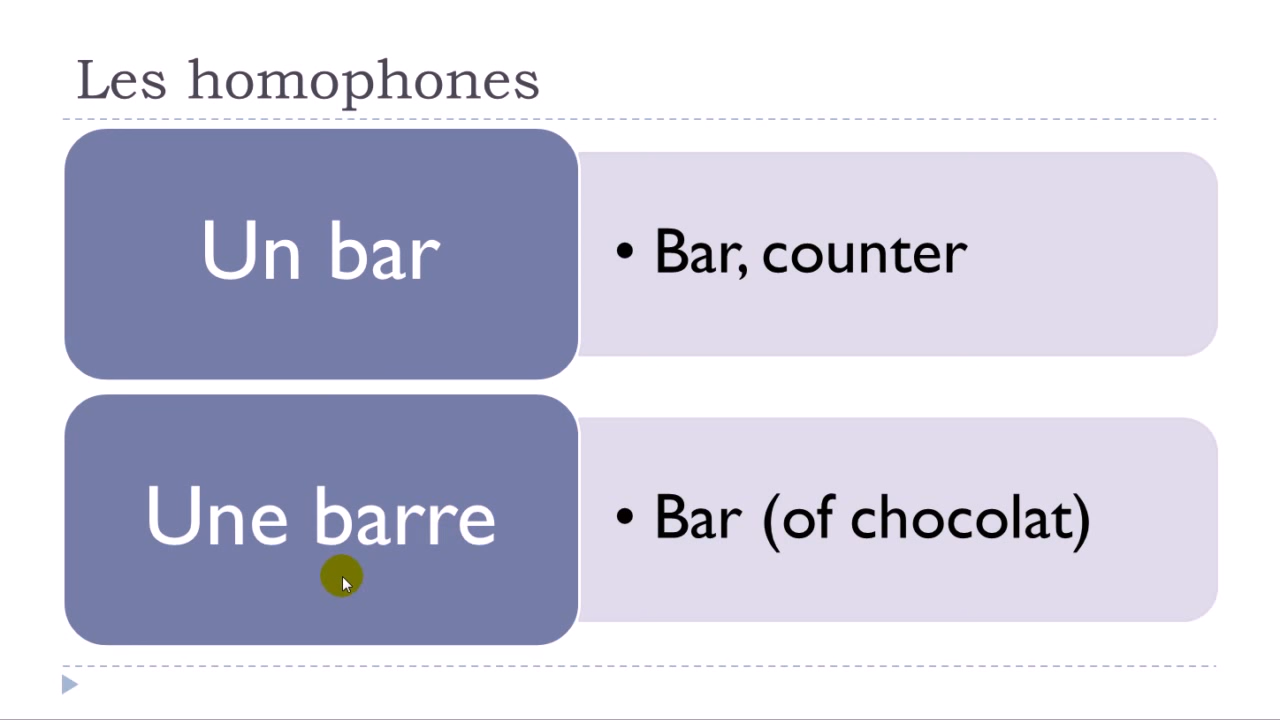 Les homophones
Un bar
• Bar, counter
Une barre
• Bar (of chocolat)